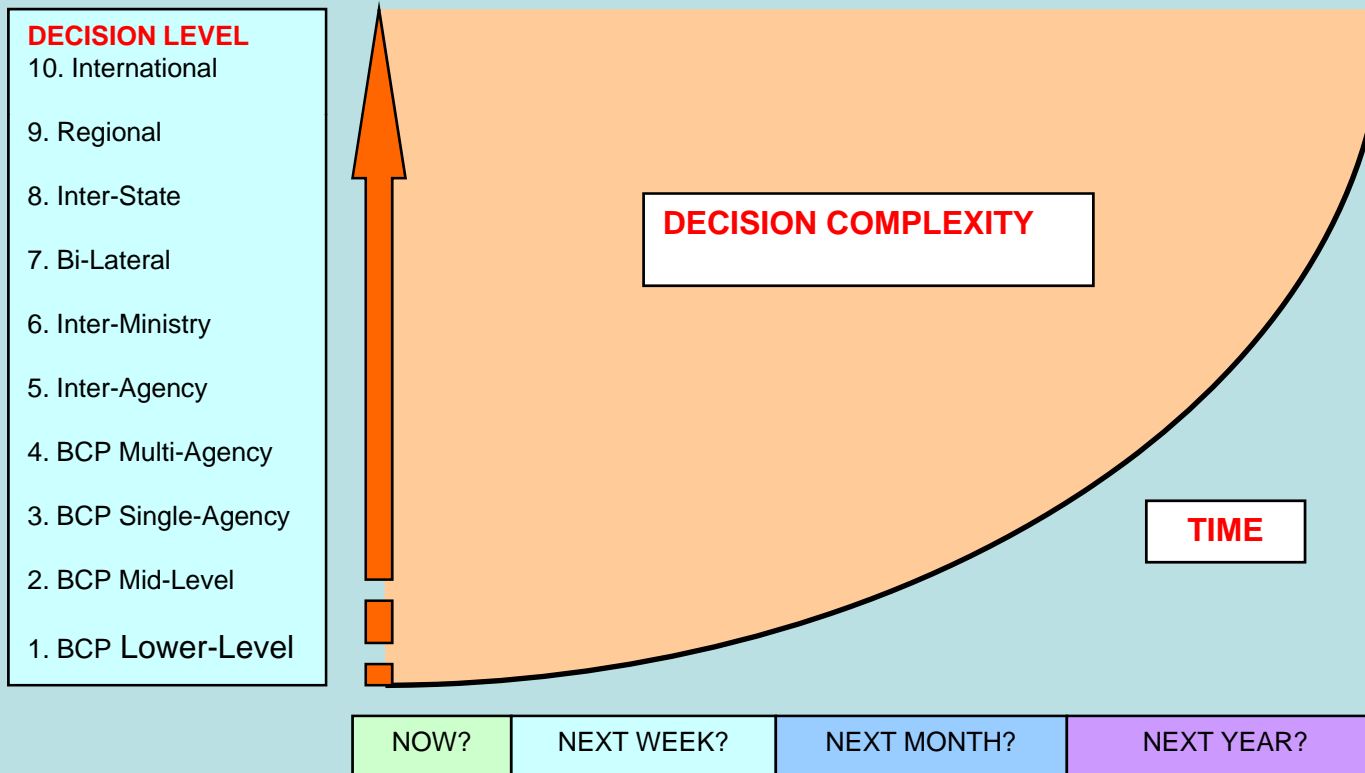 DECISION LEVEL
10. International
9. Regional
8. Inter-State
7. Bi-Lateral
6. Inter-Ministry
5. Inter-Agency
4. BCP Multi-Agency
3. BCP Single-Agency
2. BCP Mid-Level
1. BCP Lower-Level
DECISION COMPLEXITY
TIME
NOW?
NEXT WEEK?
NEXT MONTH?
NEXT YEAR?